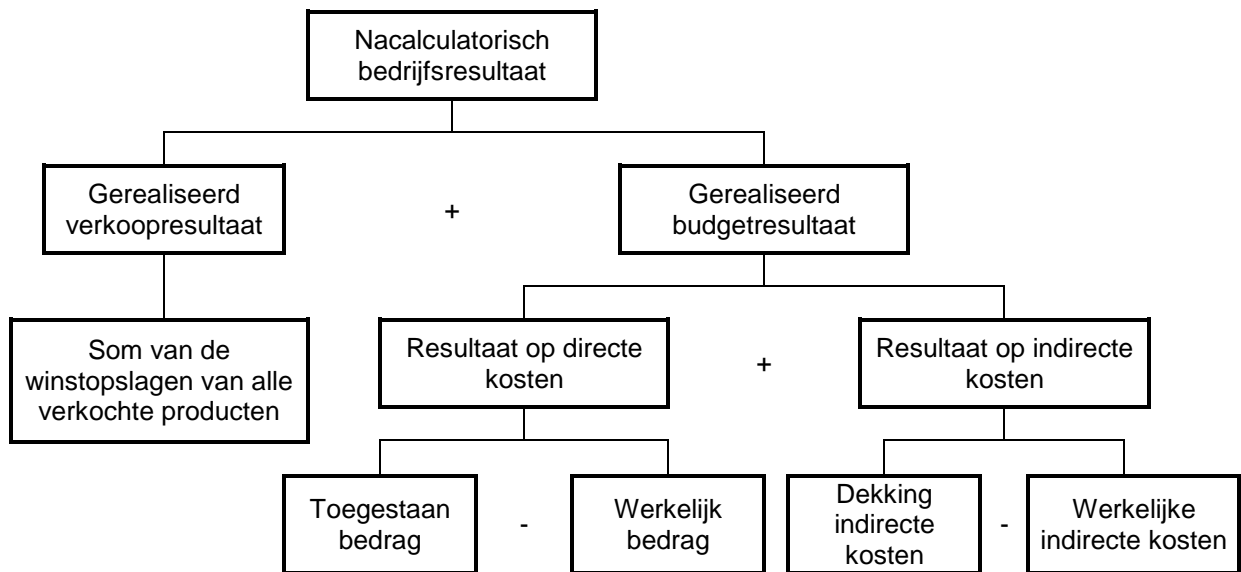 Nacalculatorisch
bedrijfsresultaat
Gerealiseerd
verkoopresultaat
+
Gerealiseerd
budgetresultaat
Som van de
winstopslagen van alle
verkochte producten
Resultaat op directe
kosten
+
Resultaat op indirecte
kosten
Toegestaan
bedrag
-
Werkelijk
bedrag
Dekking
indirecte
kosten
-
Werkelijke
indirecte kosten